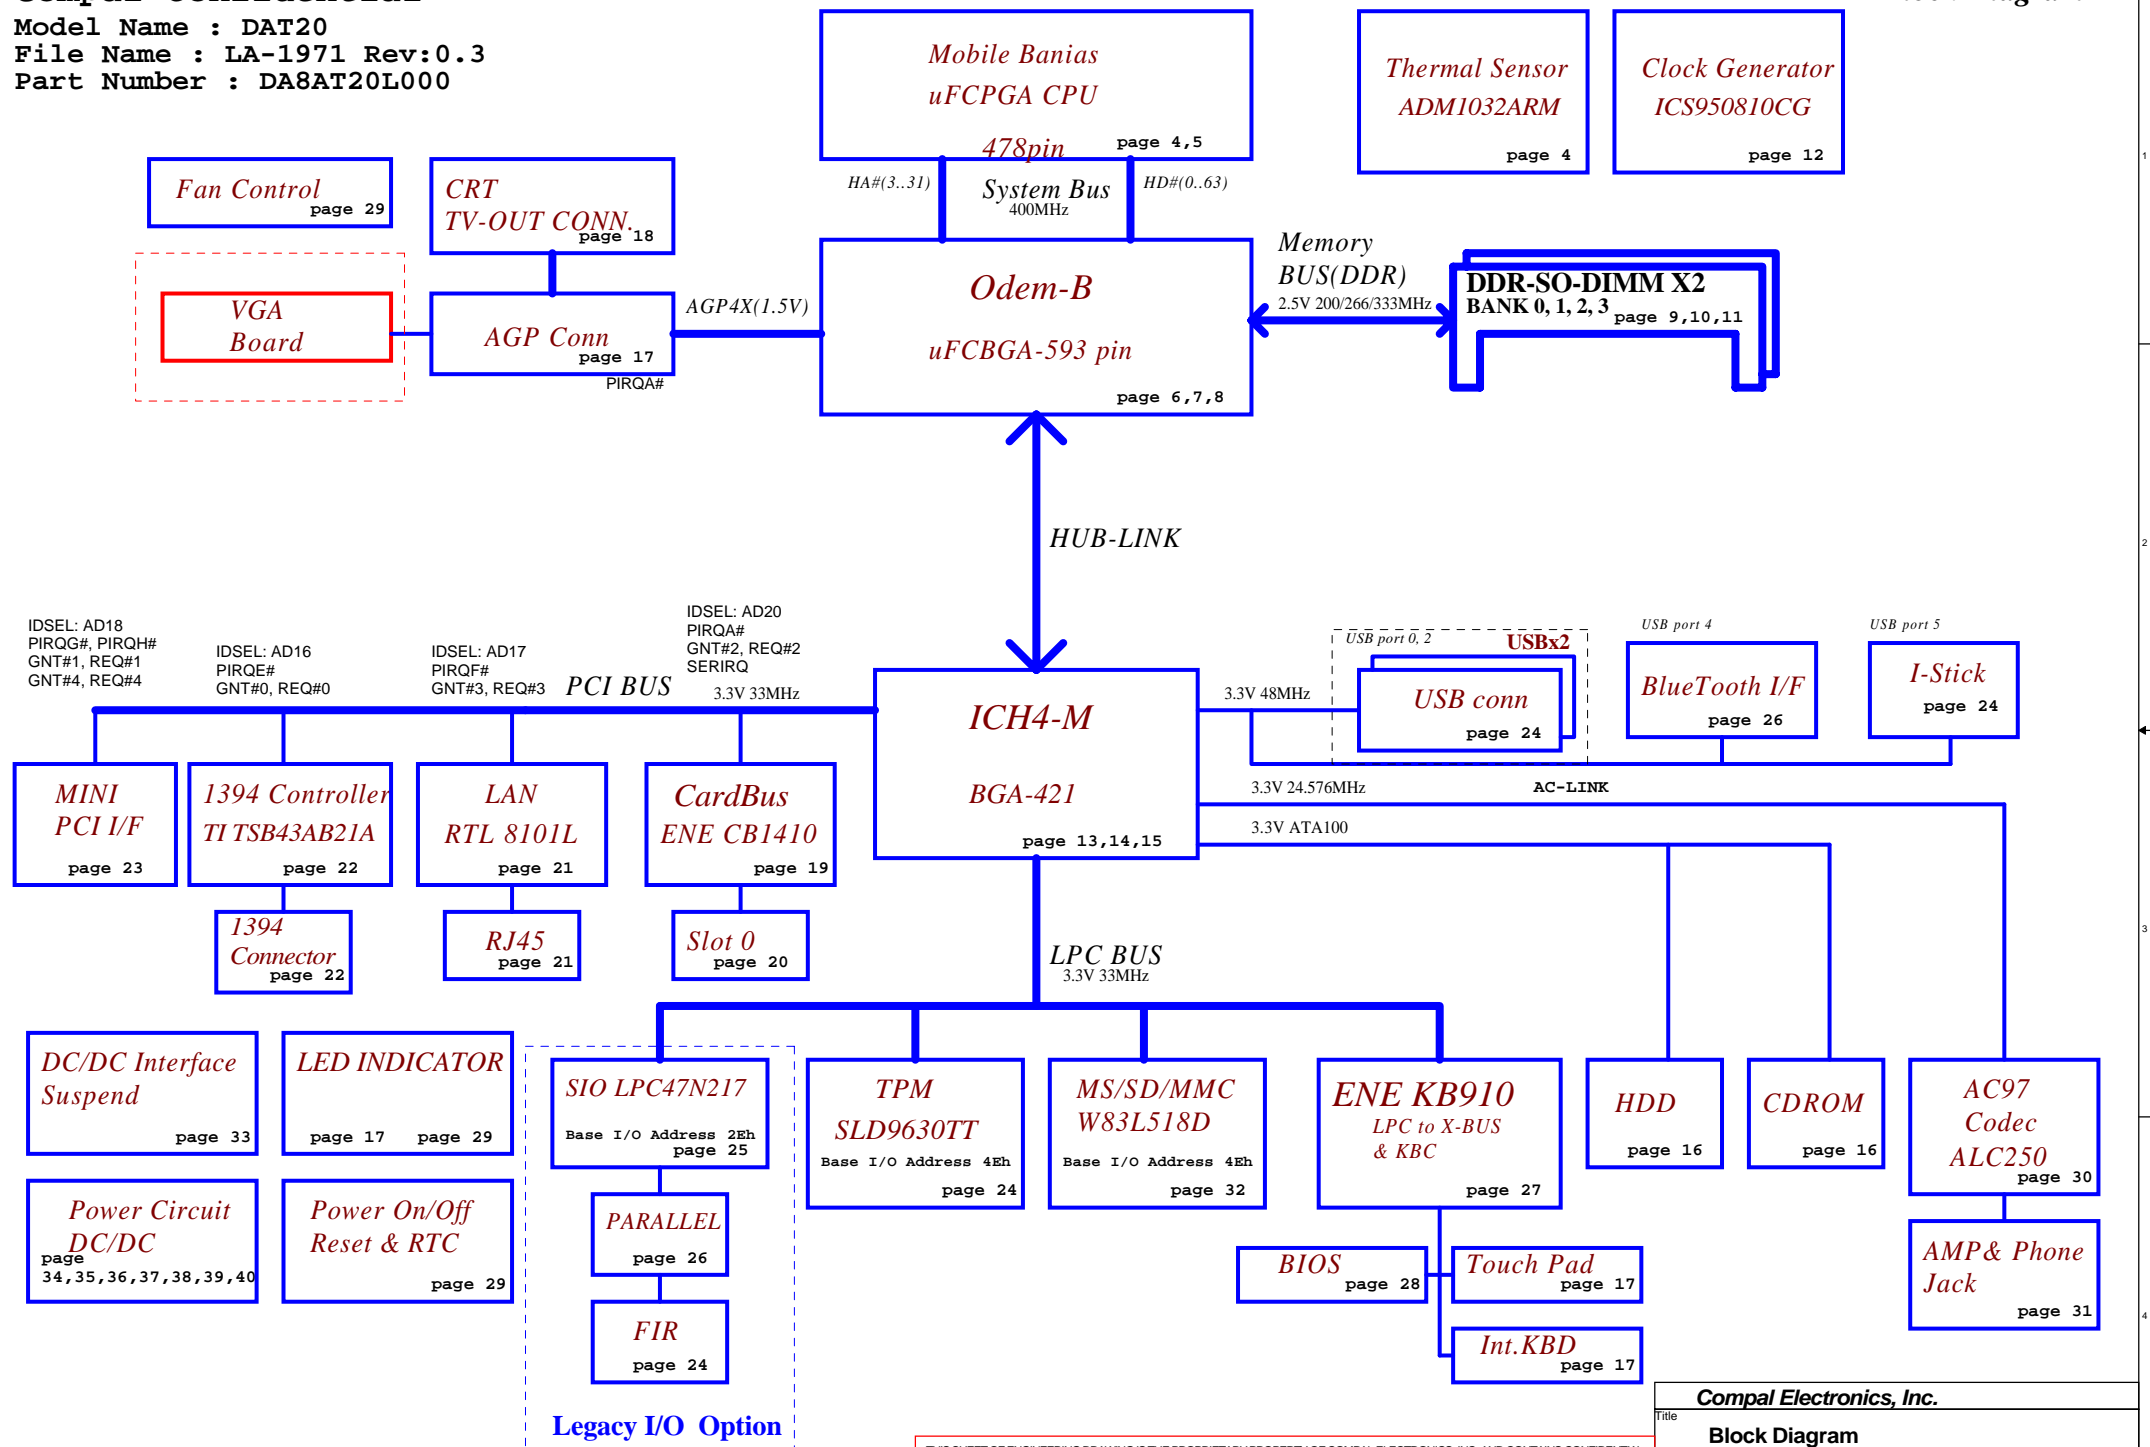 Model Name : DAT20
File Name : LA-1971 Rev:0.3
Part Number : DA8AT20L000
Mobile Banias
uFCPGA CPU
478pin
page 4,5
Thermal Sensor
ADM1032ARM
page 4
Clock Generator
ICS950810CG
page 12
1
Fan Control
page 29
CRT
TV-OUT CONN.
page 18
HA#(3..31)
System Bus
400MHz
HD#(0..63)
VGA
Board
AGP Conn
page 17
PIRQA#
AGP4X(1.5V)
Odem-B
uFCBGA-593 pin
page 6,7,8
Memory
BUS(DDR)
2.5V 200/266/333MHz
DDR-SO-DIMM X2
BANK 0, 1, 2, 3
page 9,10,11
HUB-LINK
2
IDSEL: AD18
PIRQG#, PIRQH#
GNT#1, REQ#1
GNT#4, REQ#4
IDSEL: AD16
PIRQE#
GNT#0, REQ#0
IDSEL: AD17
PIRQF#
GNT#3, REQ#3
IDSEL: AD20
PIRQA#
GNT#2, REQ#2
SERIRQ
PCI BUS
3.3V 33MHz
ICH4-M
BGA-421
page 13,14,15
3.3V 48MHz
USB port 0, 2
USBx2
USB conn
page 24
USB port 4
BlueTooth I/F
page 26
USB port 5
I-Stick
page 24
3.3V 24.576MHz
AC-LINK
3.3V ATA100
MINI
PCI I/F
page 23
1394 Controller
TI TSB43AB21A
page 22
LAN
RTL 8101L
page 21
CardBus
ENE CB1410
page 19
1394
Connector
page 22
RJ45
page 21
Slot 0
page 20
LPC BUS
3.3V 33MHz
3
DC/DC Interface
Suspend
page 33
LED INDICATOR
page 17
page 29
SIO LPC47N217
Base I/O Address 2Eh
page 25
TPM
SLD9630TT
Base I/O Address 4Eh
page 24
MS/SD/MMC
W83L518D
Base I/O Address 4Eh
page 32
ENE KB910
LPC to X-BUS
& KBC
page 27
HDD
page 16
CDROM
page 16
AC97
Codec
ALC250
page 30
Power Circuit
DC/DC
page
34,35,36,37,38,39,40
Power On/Off
Reset & RTC
page 29
PARALLEL
page 26
FIR
page 24
Legacy I/O Option
BIOS
page 28
Touch Pad
page 17
Int.KBD
page 17
AMP& Phone
Jack
page 31
4
Compal Electronics, Inc.
Title
Block Diagram